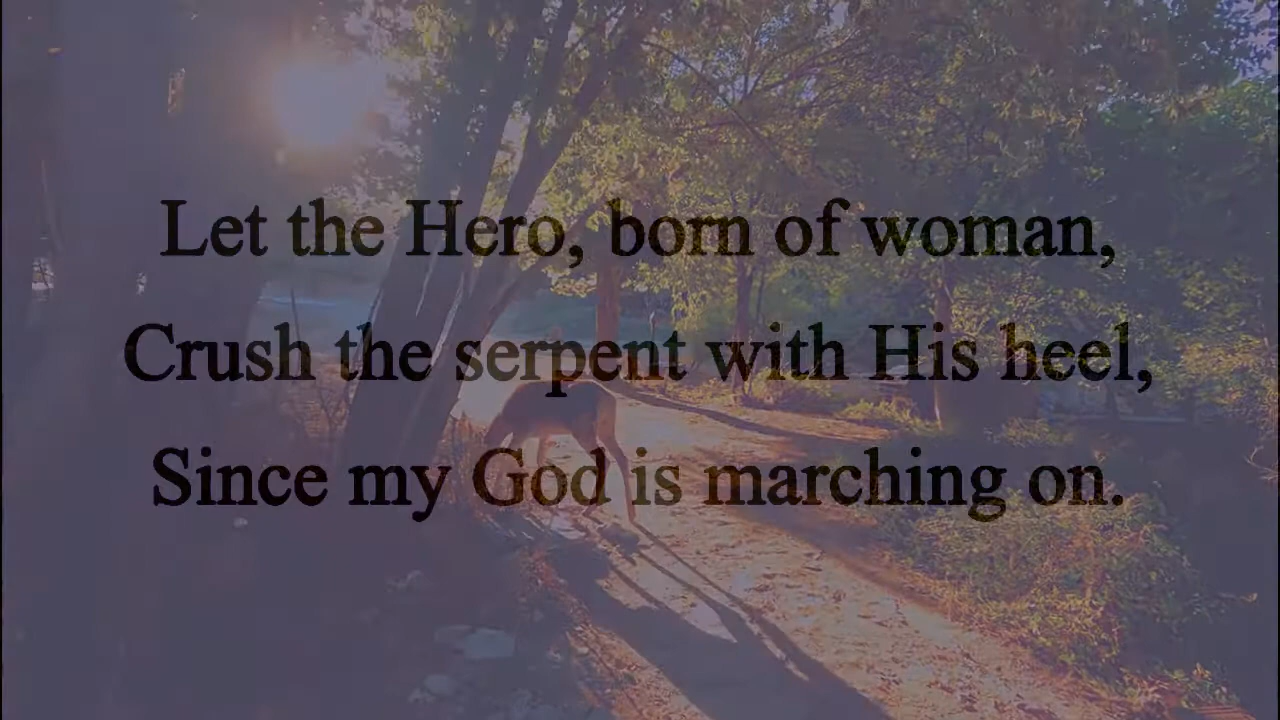 Let the Hero, born of woman,
Crush the serpent with His heel,
Since my God is marching on.